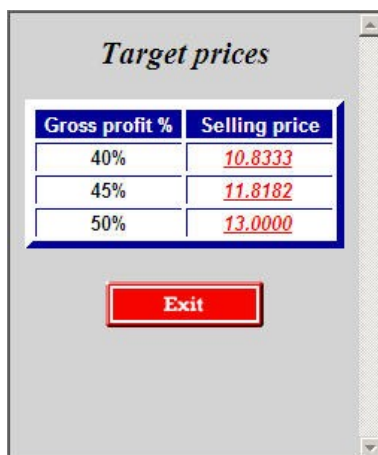 Target prices
Gross profit % Selling price
40% 10.8333
45% 11.8182
50% 13.0000
Exit